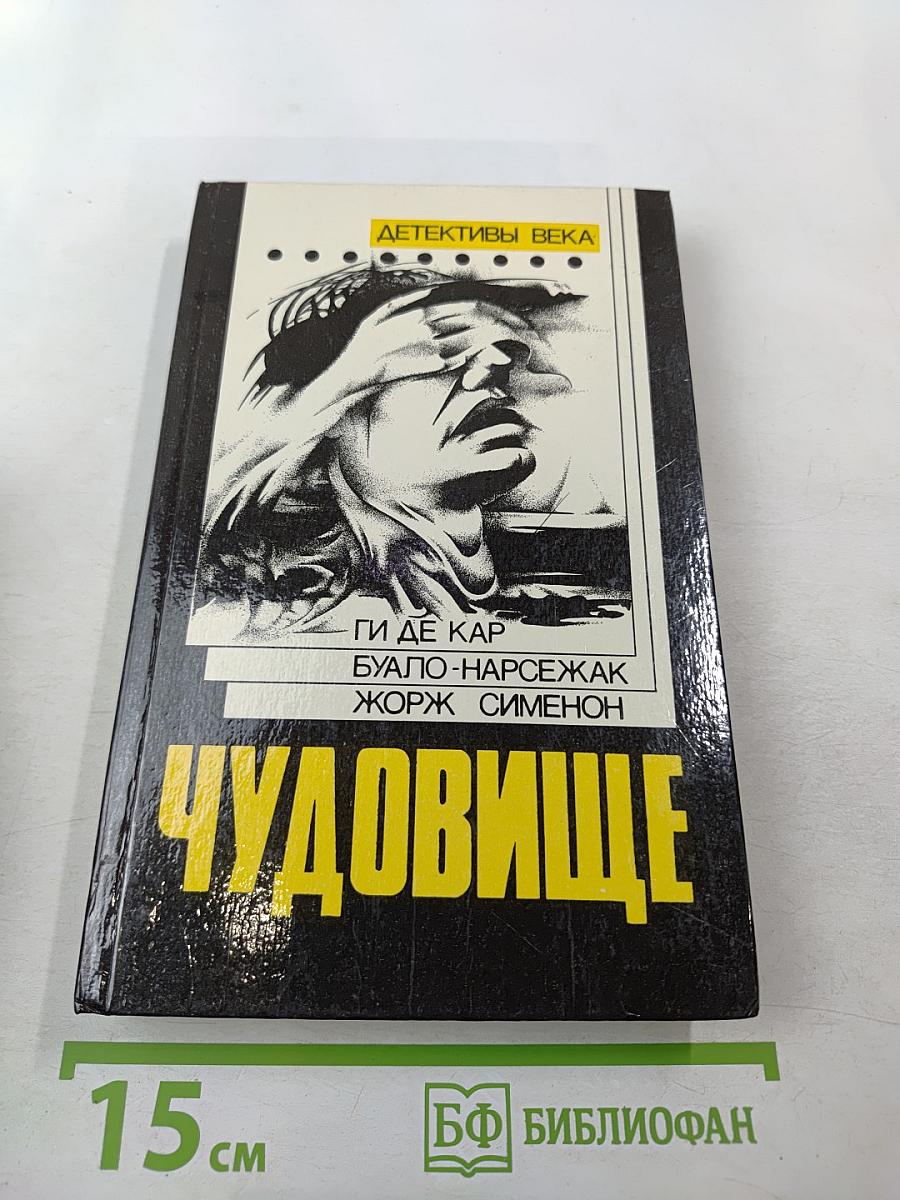 ДЕТЕКТИВЫ ВЕКА
ГИ ДЕ КАР
БУАЛО-НАРСЕЖАК
ЖОРЖ СИМЕНОН
ЧУДОВИЩЕ
15 см
БФ БИБЛИОФАН